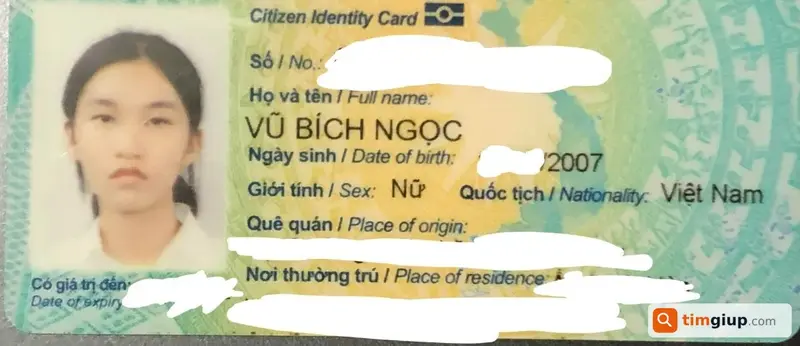 Citizen Identity Card
Số / No.:
Họ và tên / Full name:
VŨ BÍCH NGỌC
Ngày sinh / Date of birth: /2007
Giới tính / Sex: Nữ Quốc tịch / Nationality: Việt Nam
Quê quán / Place of origin:
Nơi thường trú / Place of residence:
Có giá trị đến:
Date of expiry
timgiup.com